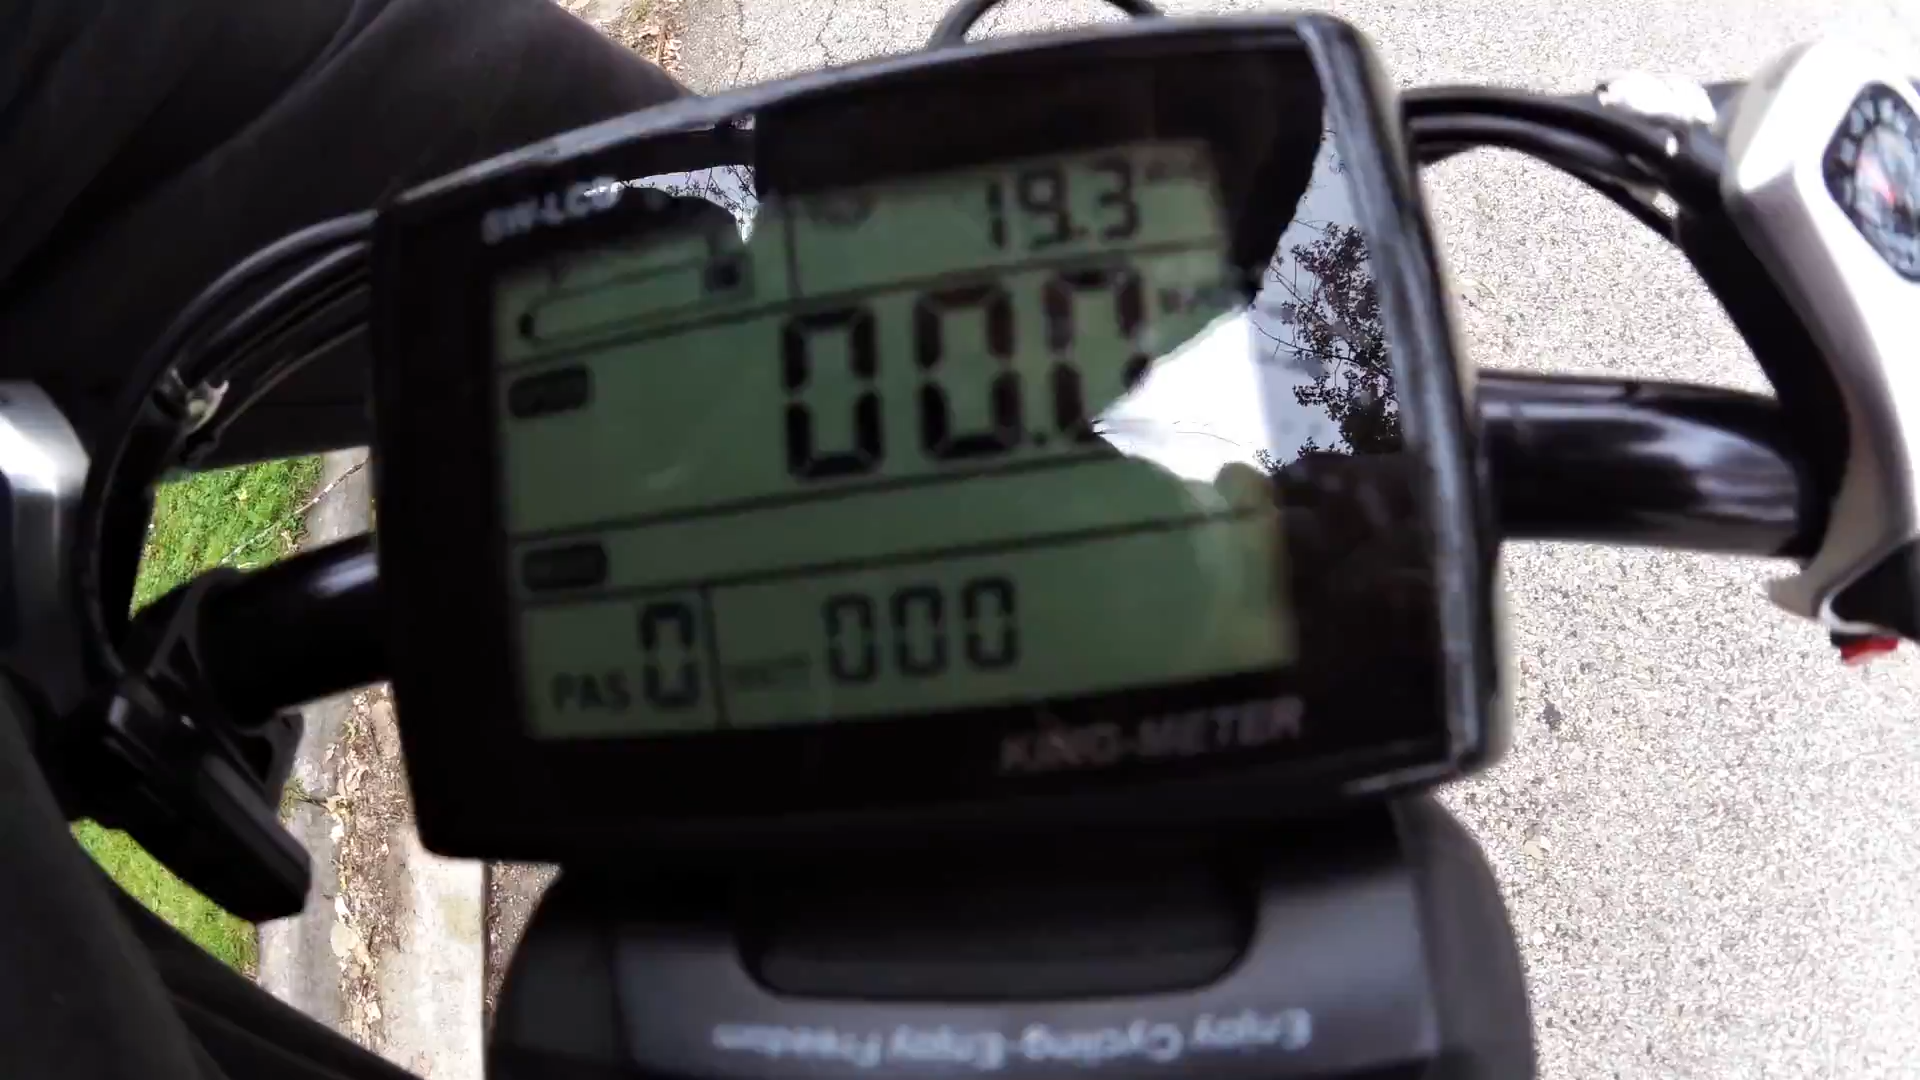 SW-LCD
19.3
00.0
PAS 0 000
KING-METER
Enjoy Cycling Enjoy Freedom